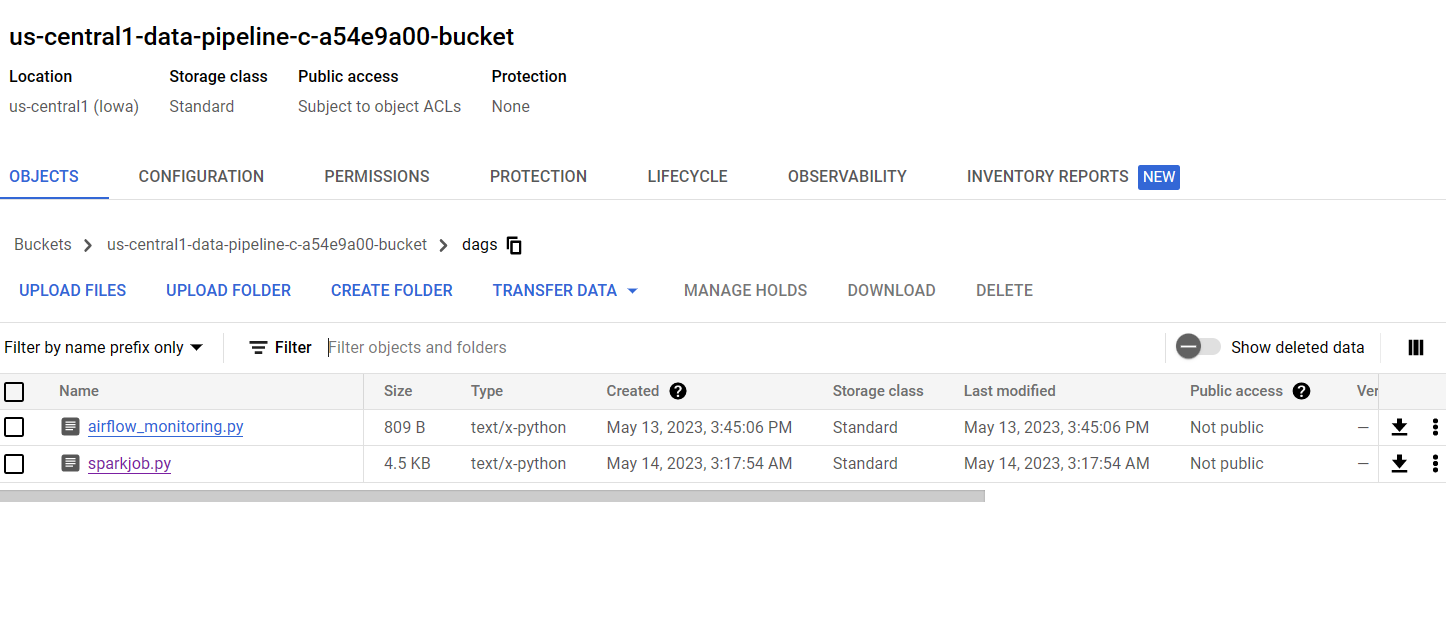 us-central1-data-pipeline-c-a54e9a00-bucket
Location Storage class Public access Protection
us-central1 (Iowa) Standard Subject to object ACLs None
OBJECTS CONFIGURATION PERMISSIONS PROTECTION LIFECYCLE OBSERVABILITY INVENTORY REPORTS NEW
Buckets > us-central1-data-pipeline-c-a54e9a00-bucket > dags
UPLOAD FILES UPLOAD FOLDER CREATE FOLDER TRANSFER DATA MANAGE HOLDS DOWNLOAD DELETE
Filter by name prefix only Filter Filter objects and folders Show deleted data
Name Size Type Created ? Storage class Last modified Public access ? Ver
airflow_monitoring.py 809 B text/x-python May 13, 2023, 3:45:06 PM Standard May 13, 2023, 3:45:06 PM Not public —
sparkjob.py 4.5 KB text/x-python May 14, 2023, 3:17:54 AM Standard May 14, 2023, 3:17:54 AM Not public —